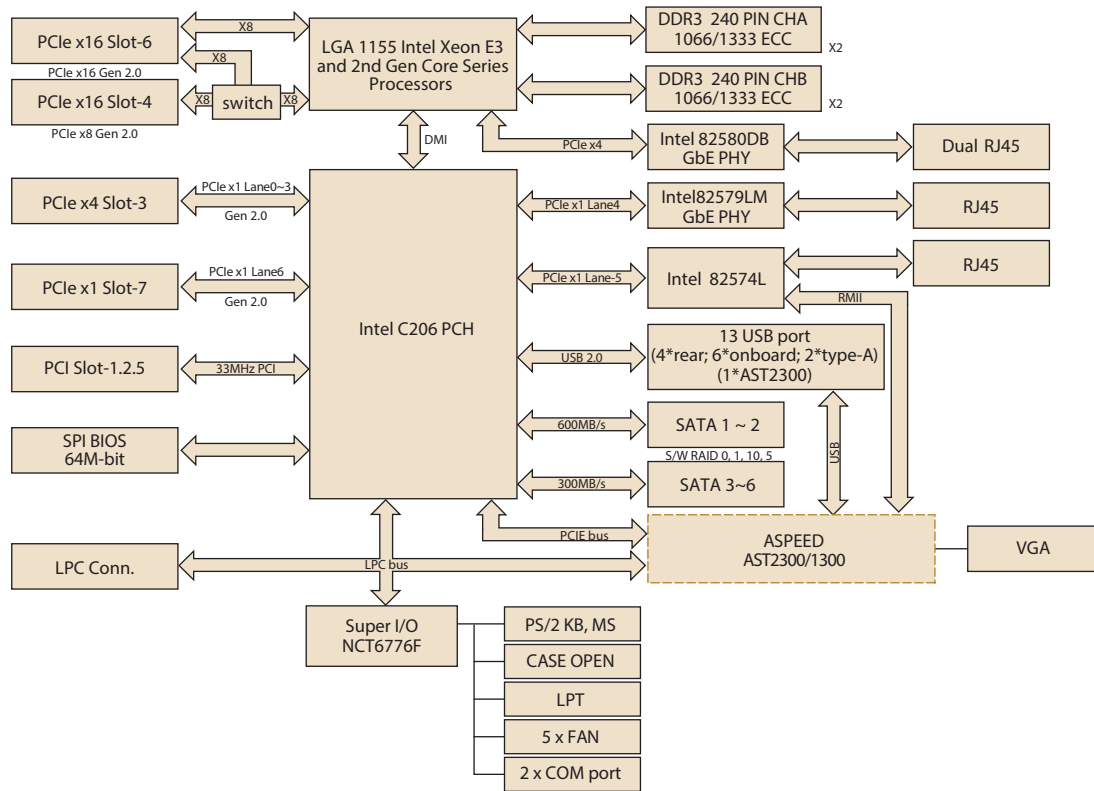 PCIe x16 Slot-6
PCIe x16 Gen 2.0
X8
X8
PCIe x16 Slot-4
PCIe x8 Gen 2.0
X8
switch
X8
LGA 1155 Intel Xeon E3
and 2nd Gen Core Series
Processors
DDR3 240 PIN CHA
1066/1333 ECC
X2
DDR3 240 PIN CHB
1066/1333 ECC
X2
DMI
PCIe x4
Intel 82580DB
GbE PHY
Dual RJ45
PCIe x4 Slot-3
PCIe x1 Lane0~3
Gen 2.0
PCIe x1 Lane4
Intel82579LM
GbE PHY
RJ45
PCIe x1 Slot-7
PCIe x1 Lane6
Gen 2.0
Intel C206 PCH
PCIe x1 Lane-5
Intel 82574L
RJ45
RMII
PCI Slot-1.2.5
33MHz PCI
USB 2.0
13 USB port
(4*rear; 6*onboard; 2*type-A)
(1*AST2300)
SPI BIOS
64M-bit
600MB/s
SATA 1 ~ 2
S/W RAID 0, 1, 10, 5
300MB/s
SATA 3~6
USB
PCIE bus
ASPEED
AST2300/1300
VGA
LPC Conn.
LPC bus
Super I/O
NCT6776F
PS/2 KB, MS
CASE OPEN
LPT
5 x FAN
2 x COM port